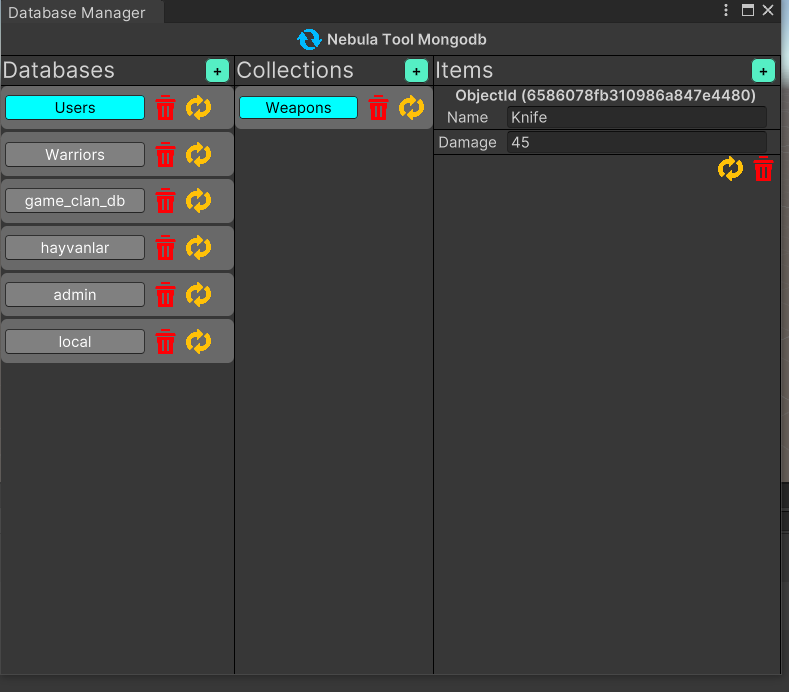 Database Manager
Nebula Tool Mongodb
Databases +
Collections +
Items +
Users
Warriors
game_clan_db
hayvanlar
admin
local
Weapons
ObjectId (6586078fb310986a847e4480)
Name Knife
Damage 45